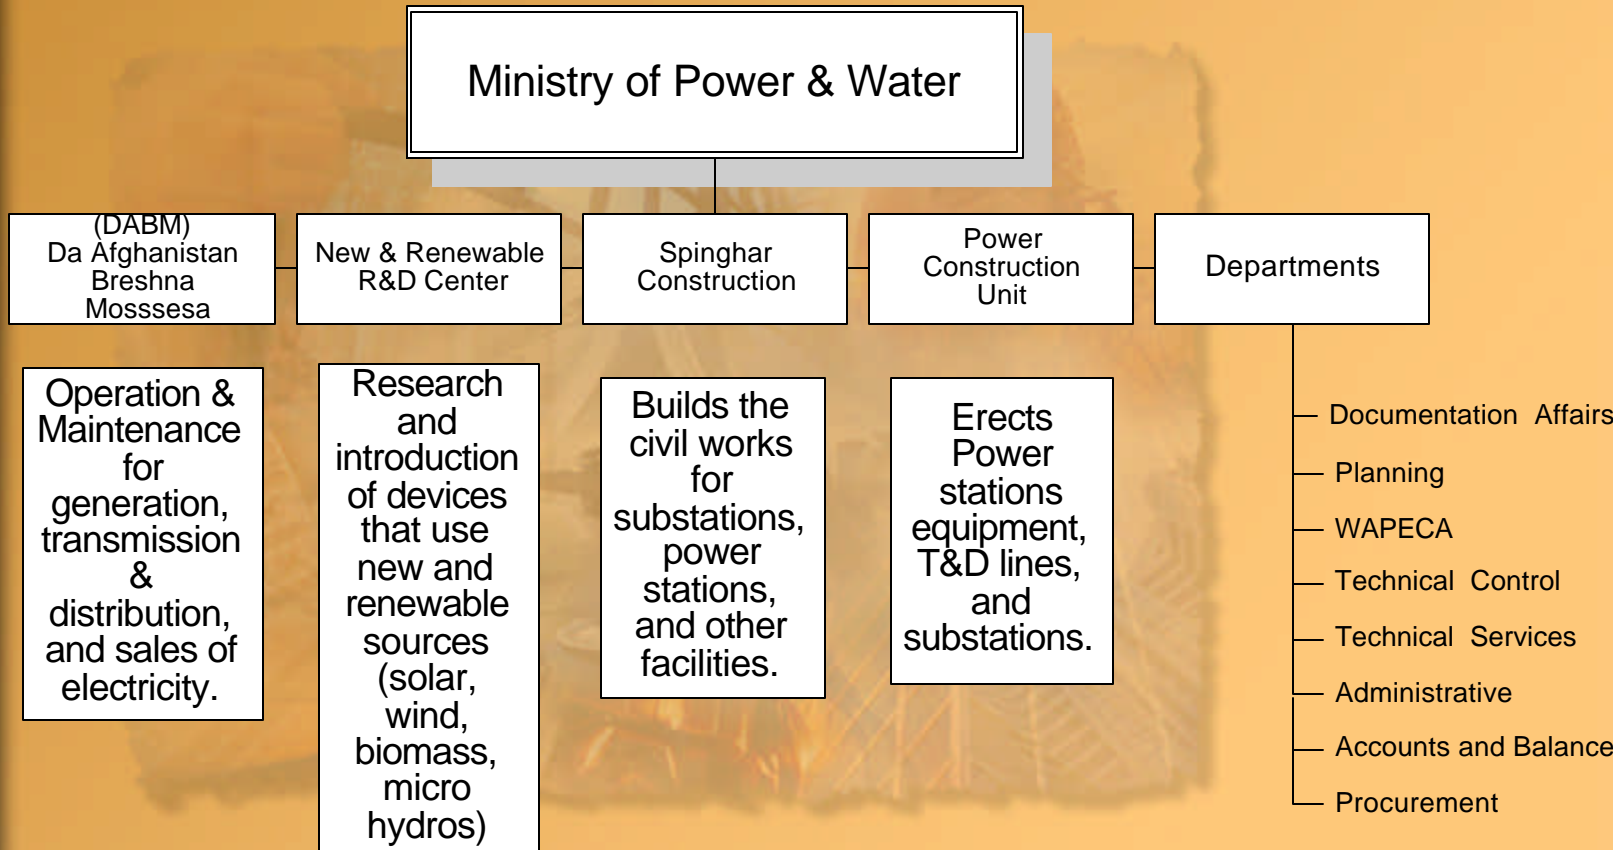 Ministry of Power & Water
(DABM)
Da Afghanistan
Breshna
Mosssesa
New & Renewable
R&D Center
Spinghar
Construction
Power
Construction
Unit
Departments
Operation &
Maintenance
for
generation,
transmission
&
distribution,
and sales of
electricity.
Research
and
introduction
of devices
that use
new and
renewable
sources
(solar,
wind,
biomass,
micro
hydros)
Builds the
civil works
for
substations,
power
stations,
and other
facilities.
Erects
Power
stations
equipment,
T&D lines,
and
substations.
Documentation Affairs
Planning
WAPECA
Technical Control
Technical Services
Administrative
Accounts and Balance
Procurement